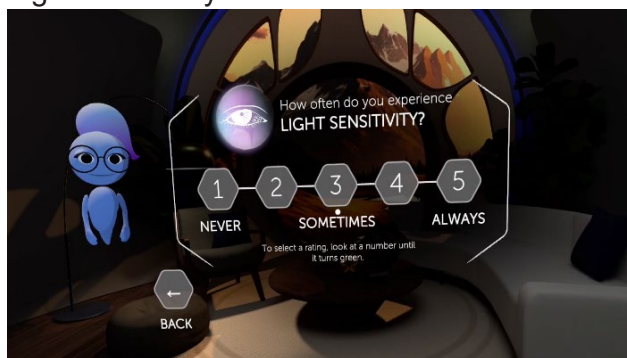 How often do you experience
LIGHT SENSITIVITY?
1 2 3 4 5
NEVER SOMETIMES ALWAYS
To select a rating, look at a number until
it turns green.
←
BACK